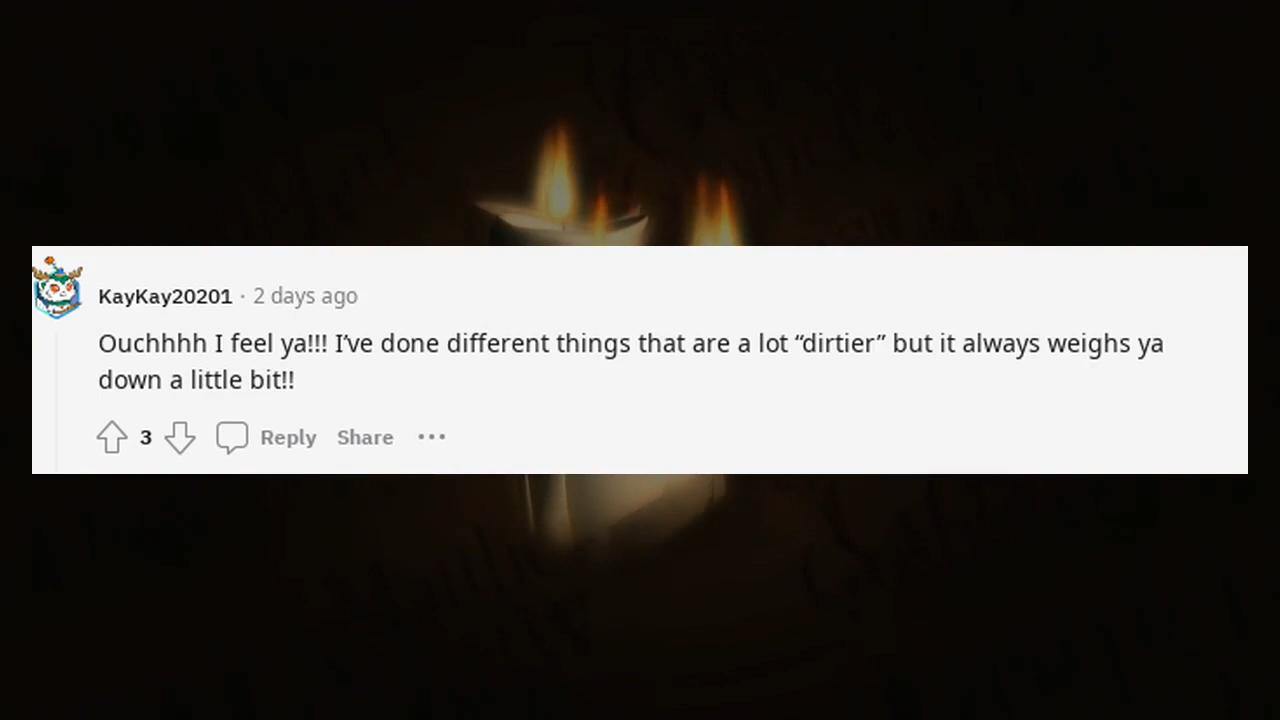 KayKay20201 · 2 days ago
Ouchhhh I feel ya!!! I’ve done different things that are a lot “dirtier” but it always weighs ya
down a little bit!!
3 Reply Share ···